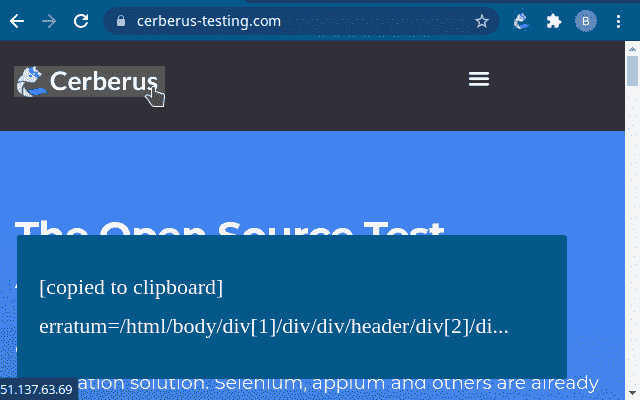 cerberus-testing.com
B
Cerberus
The Open Source Test
[copied to clipboard]
erratum=/html/body/div[1]/div/div/header/div[2]/di...
ation solution. Selenium, appium and others are already
51.137.63.69